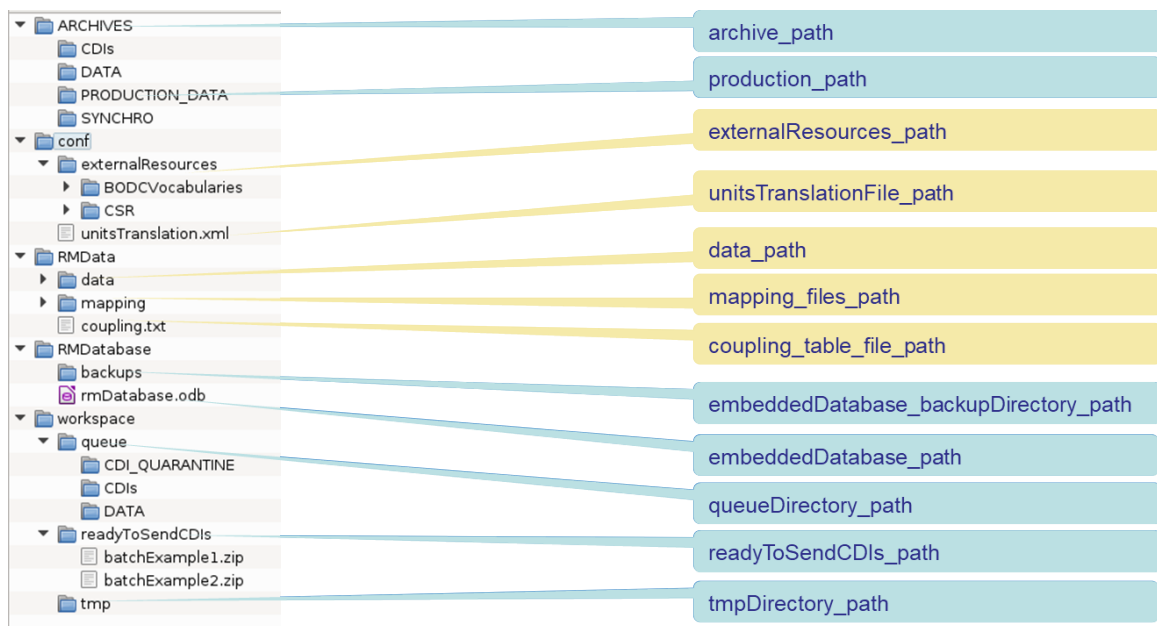 ARCHIVES
CDIs
DATA
PRODUCTION_DATA
SYNCHRO
conf
externalResources
BODCVocabularies
CSR
unitsTranslation.xml
RMData
data
mapping
coupling.txt
RMDatabase
backups
rmDatabase.odb
workspace
queue
CDI_QUARANTINE
CDIs
DATA
readyToSendCDIs
batchExample1.zip
batchExample2.zip
tmp
archive_path
production_path
externalResources_path
unitsTranslationFile_path
data_path
mapping_files_path
coupling_table_file_path
embeddedDatabase_backupDirectory_path
embeddedDatabase_path
queueDirectory_path
readyToSendCDIs_path
tmpDirectory_path